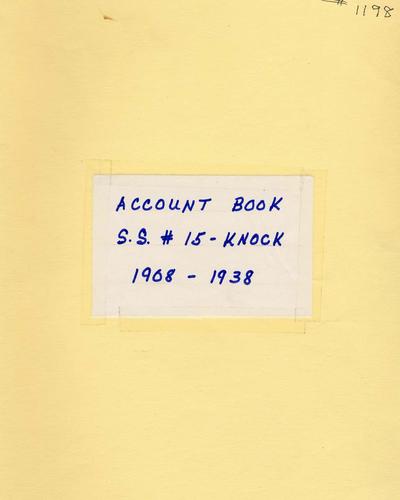 # 1198
ACCOUNT BOOK
S.S. # 15 - KNOCK
1908 - 1938